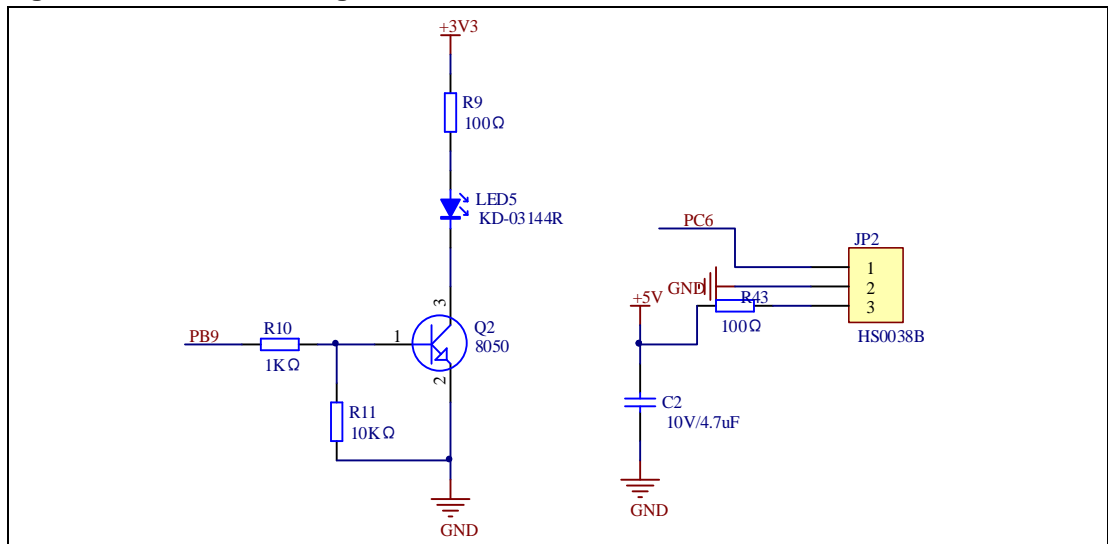 +3V3
R9
100Ω
LED5
KD-03144R
PC6
JP2
1
GND
2
+5V
R43
3
100Ω
HS0038B
3
PB9
R10
1
Q2
8050
1KΩ
2
R11
10KΩ
C2
10V/4.7uF
GND
GND